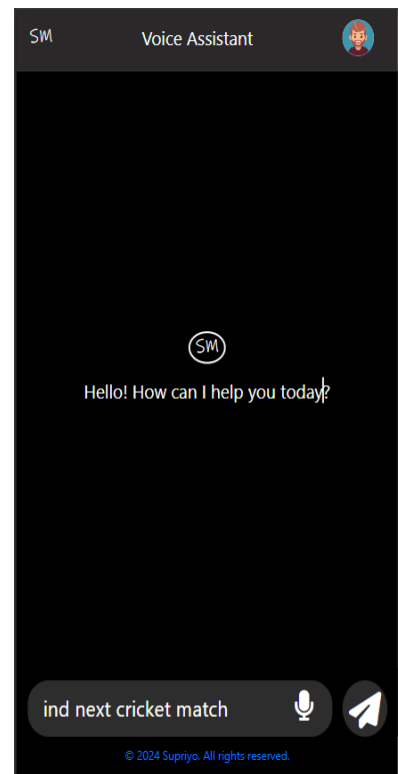 SM
Voice Assistant
SM
Hello! How can I help you today?
ind next cricket match
© 2024 Supriyo. All rights reserved.